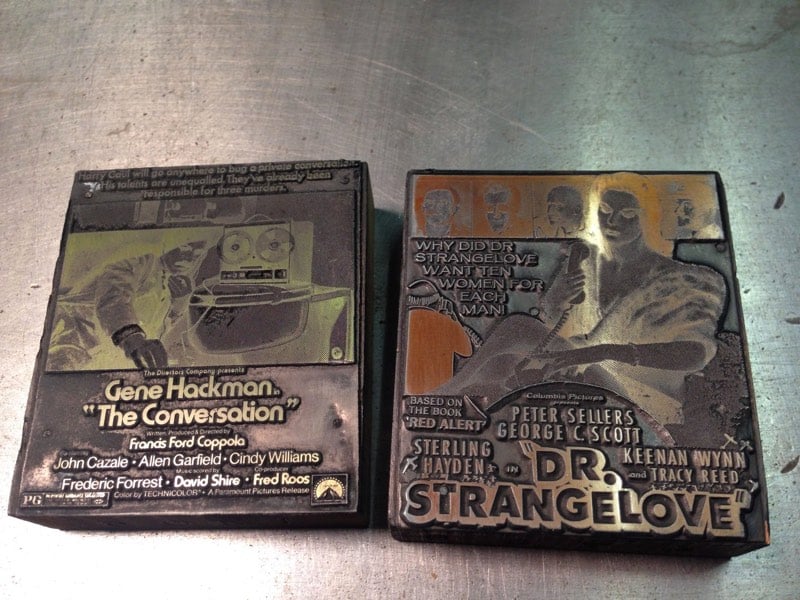 Harry Caul will go anywhere to bug a private conversation.
His talents are unequalled. They've already been
responsible for three murders.
The Directors Company presents
Gene Hackman in
"The Conversation"
Written, Produced & Directed by
Francis Ford Coppola
John Cazale • Allen Garfield • Cindy Williams
Music scored by Co-producer
Frederic Forrest • David Shire • Fred Roos
PG
Color by TECHNICOLOR® • A Paramount Pictures Release
Paramount
WHY DID DR
STRANGELOVE
WANT TEN
WOMEN FOR
EACH
MAN!
BASED ON
THE BOOK
"RED ALERT"
Columbia Pictures
presents
PETER SELLERS
GEORGE C. SCOTT
STERLING
HAYDEN
KEENAN WYNN
and TRACY REED
IN "DR.
STRANGELOVE"